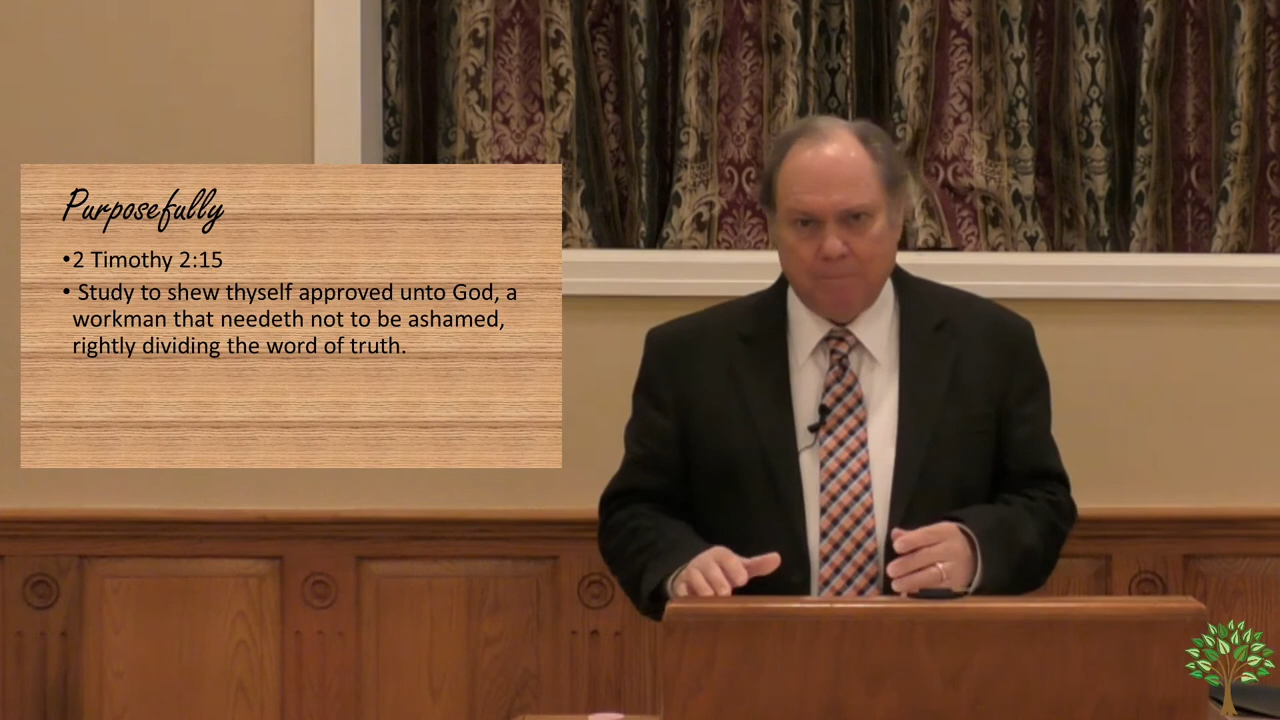 Purposefully
•2 Timothy 2:15
• Study to shew thyself approved unto God, a
workman that needeth not to be ashamed,
rightly dividing the word of truth.